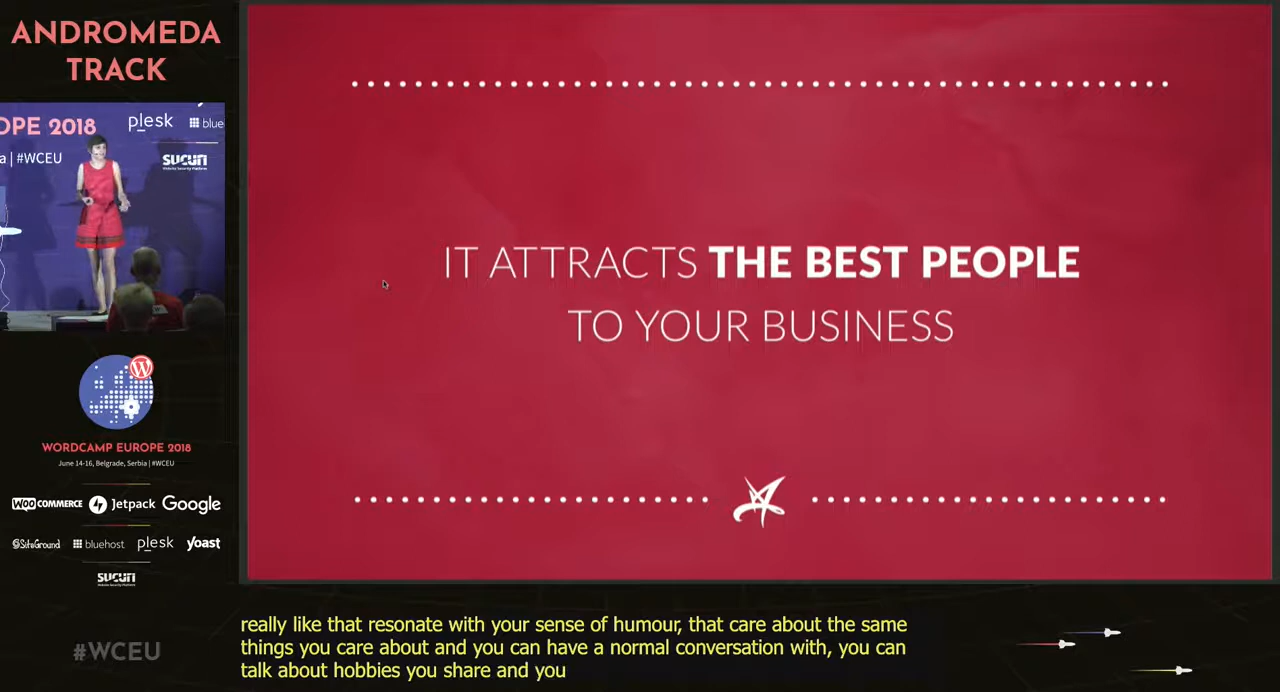 ANDROMEDA
TRACK
OPE 2018
plesk
blue
a | #WCEU
SUCURI
W
WORDCAMP EUROPE 2018
June 14-16, Belgrade, Serbia | #WCEU
WOO COMMERCE
Jetpack
Google
SiteGround
bluehost
plesk
yoast
SUCURI
#WCEU
IT ATTRACTS THE BEST PEOPLE
TO YOUR BUSINESS
really like that resonate with your sense of humour, that care about the same
things you care about and you can have a normal conversation with, you can
talk about hobbies you share and you